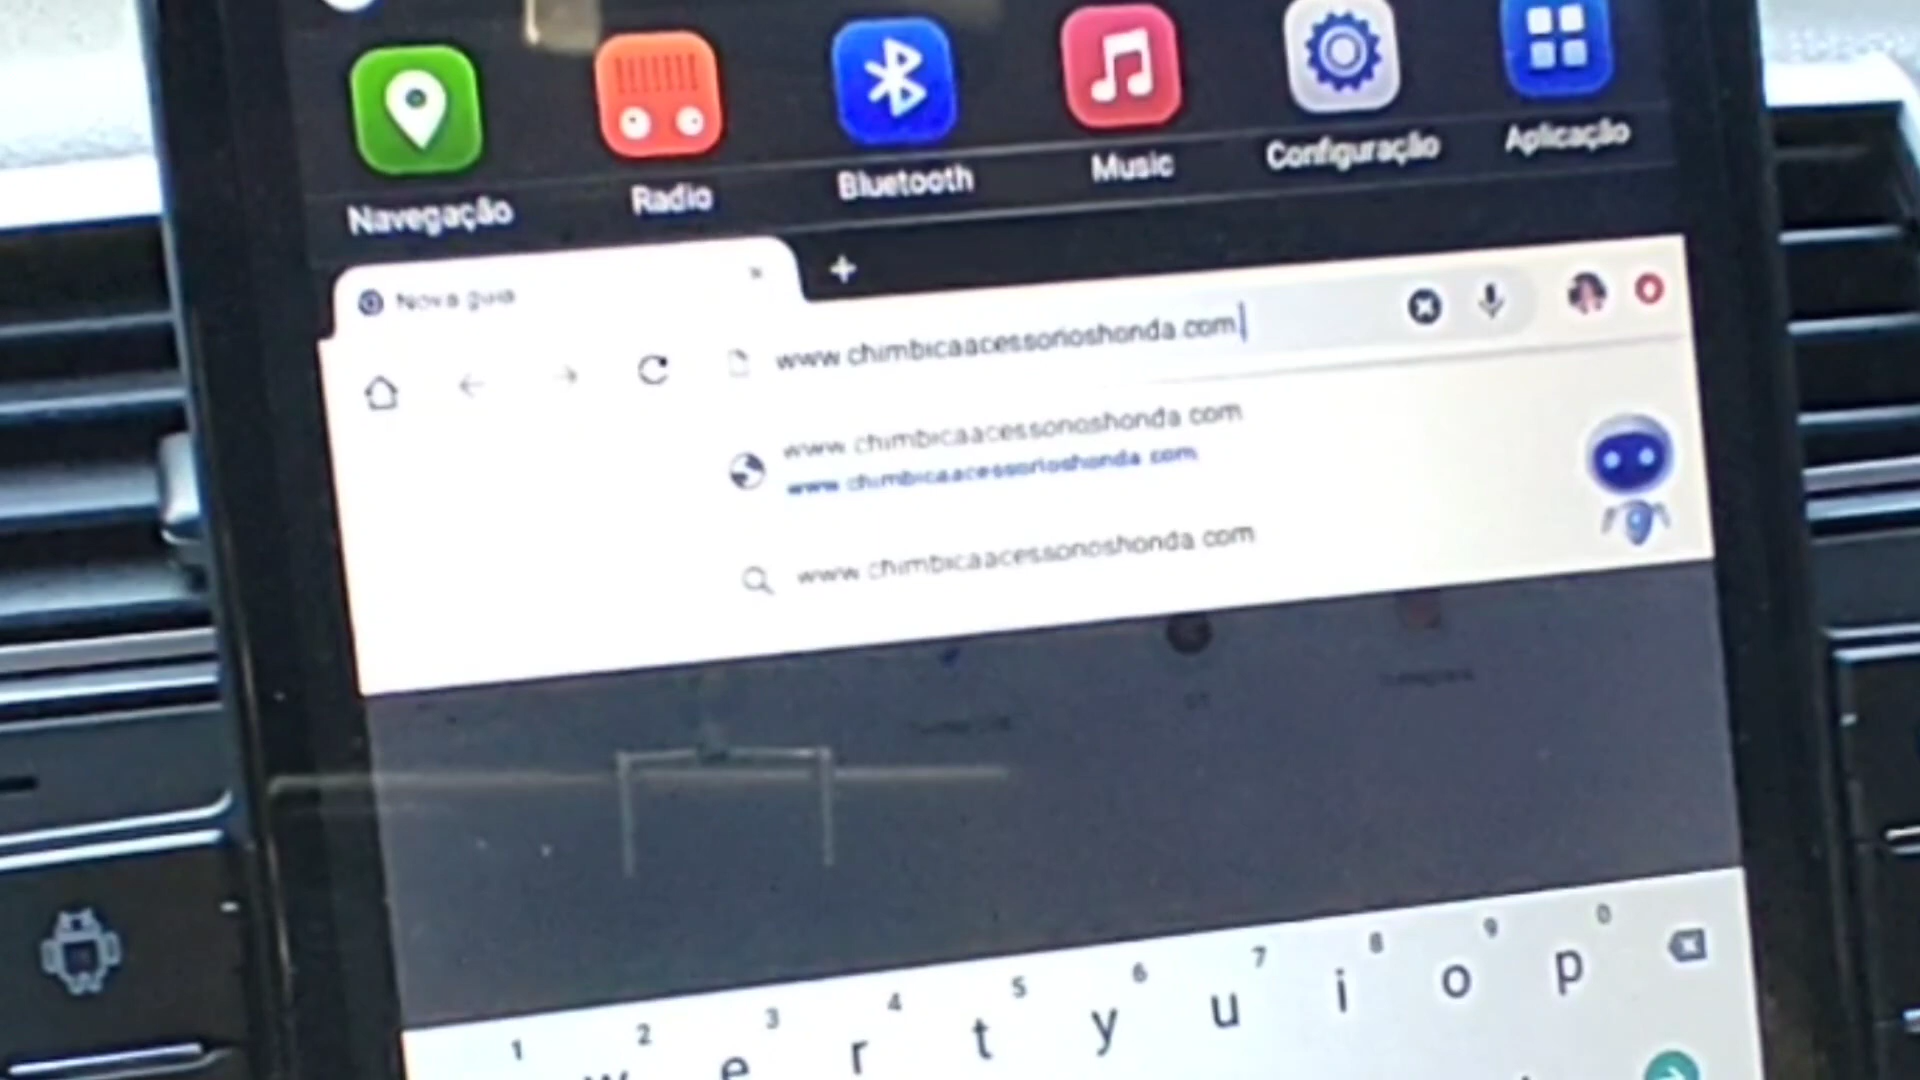 Navegação
Radio
Bluetooth
Music
Configuração
Aplicação
Nova guia
www.chimbicaacessorioshonda.com
www.chimbicaacessorioshonda.com
www.chimbicaacessorioshonda.com
www.chimbicaacessorioshonda.com
1 2 3 4 5 6 7 8 9 0
w e r t y u i o p